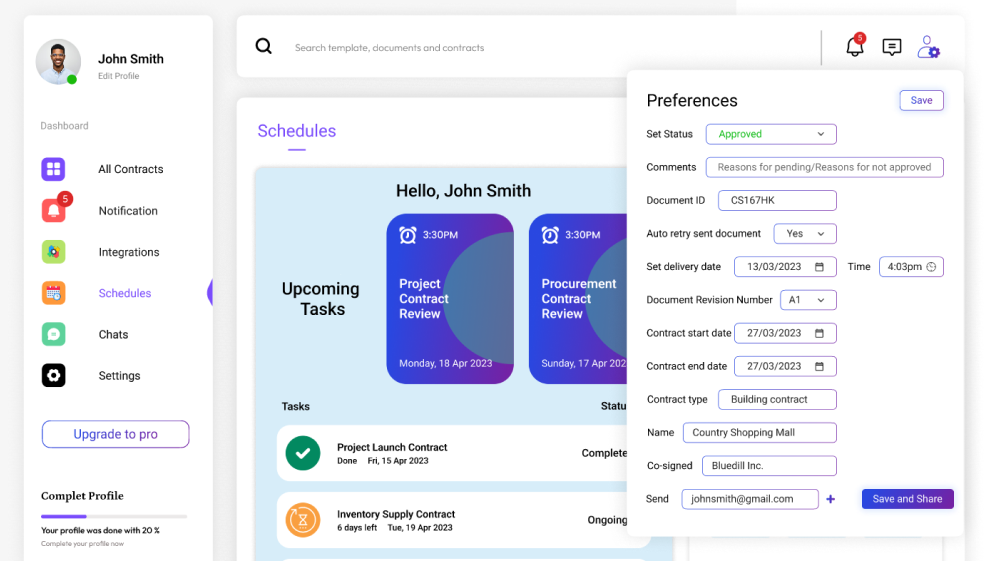 John Smith
Edit Profile
Dashboard
All Contracts
5
Notification
Integrations
Schedules
Chats
Settings
Upgrade to pro
Complet Profile
Your profile was done with 20 %
Complete your profile now
Search template, documents and contracts
5
Schedules
Hello, John Smith
Upcoming
Tasks
3:30PM
Project
Contract
Review
Monday, 18 Apr 2023
3:30PM
Procurement
Contract
Review
Sunday, 17 Apr 202
Tasks
Statu
Project Launch Contract
Done Fri, 15 Apr 2023
Complete
Inventory Supply Contract
6 days left Tue, 19 Apr 2023
Ongoing
Preferences
Save
Set Status Approved
Comments Reasons for pending/Reasons for not approved
Document ID CS167HK
Auto retry sent document Yes
Set delivery date 13/03/2023 Time 4:03pm
Document Revision Number A1
Contract start date 27/03/2023
Contract end date 27/03/2023
Contract type Building contract
Name Country Shopping Mall
Co-signed Bluedill Inc.
Send johnsmith@gmail.com + Save and Share